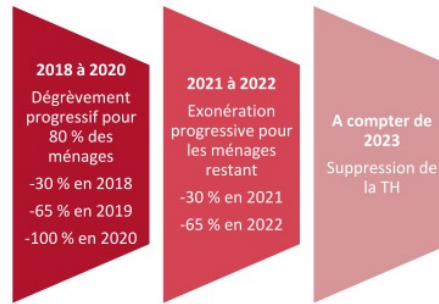 2018 à 2020
Dégrèvement
progressif pour
80 % des
ménages
-30 % en 2018
-65 % en 2019
-100 % en 2020
2021 à 2022
Exonération
progressive pour
les ménages
restant
-30 % en 2021
-65 % en 2022
A compter de
2023
Suppression de
la TH